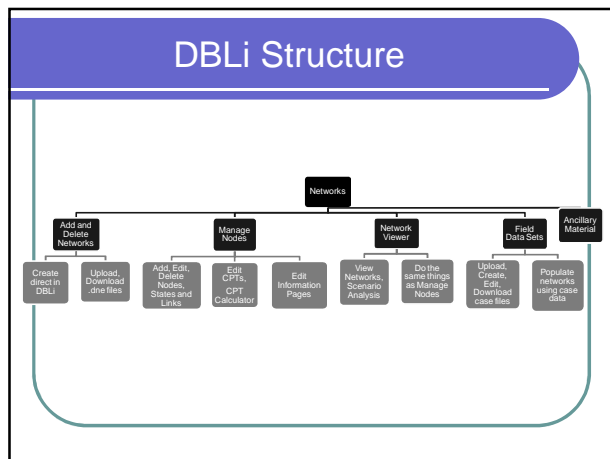 DBLi Structure
Networks
Add and
Delete
Networks
Manage
Nodes
Network
Viewer
Field
Data Sets
Ancillary
Material
Create
direct in
DBLi
Upload,
Download
.dne files
Add, Edit,
Delete
Nodes,
States and
Links
Edit
CPTs,
CPT
Calculator
Edit
Information
Pages
View
Networks,
Scenario
Analysis
Do the
same things
as Manage
Nodes
Upload,
Create,
Edit,
Download
case files
Populate
networks
using case
data